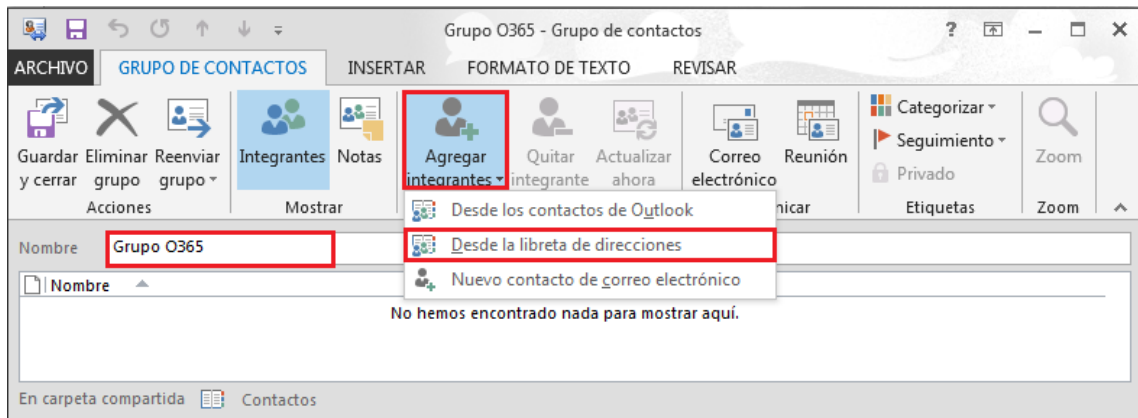 Grupo O365 - Grupo de contactos
ARCHIVO GRUPO DE CONTACTOS INSERTAR FORMATO DE TEXTO REVISAR
Guardar y cerrar
Eliminar grupo
Reenviar grupo
Acciones
Integrantes
Notas
Mostrar
Agregar integrantes
Quitar integrante
Actualizar ahora
Correo electrónico
Reunión
nicar
Categorizar
Seguimiento
Privado
Etiquetas
Zoom
Zoom
Desde los contactos de Outlook
Desde la libreta de direcciones
Nuevo contacto de correo electrónico
Nombre Grupo O365
Nombre
No hemos encontrado nada para mostrar aquí.
En carpeta compartida Contactos